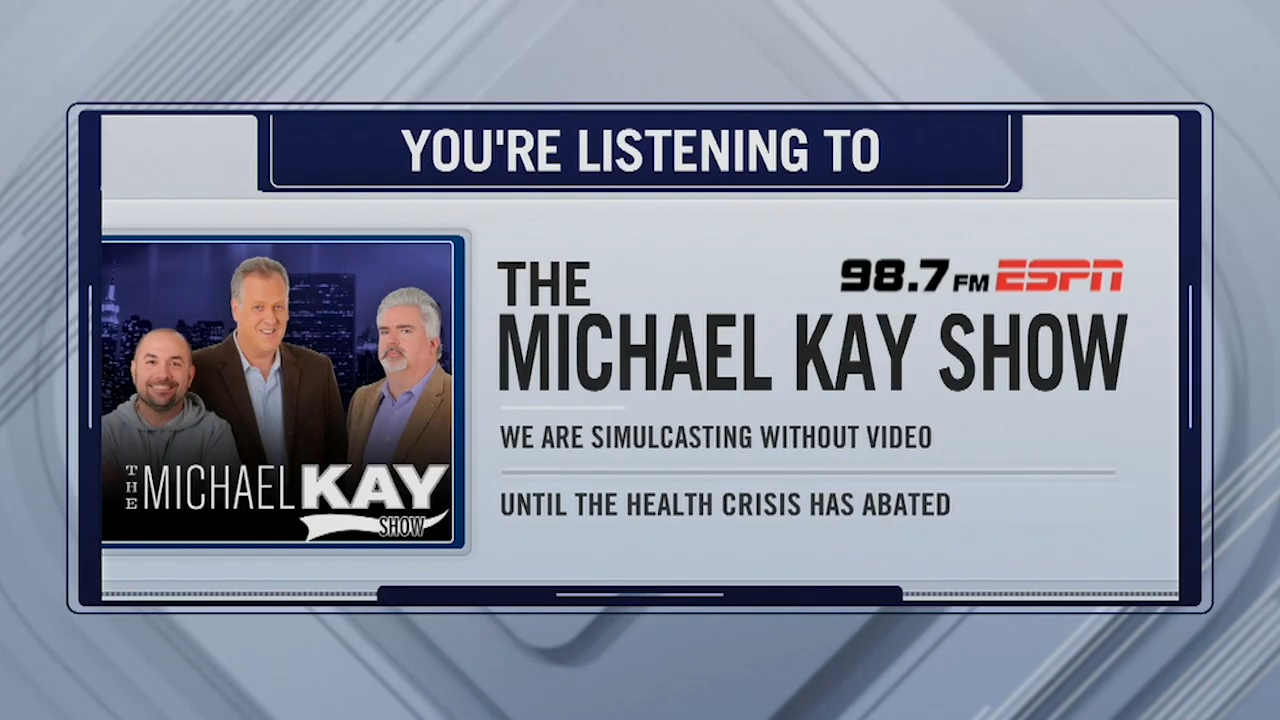 YOU'RE LISTENING TO
98.7 FM ESPN
THE
MICHAEL KAY SHOW
WE ARE SIMULCASTING WITHOUT VIDEO
UNTIL THE HEALTH CRISIS HAS ABATED
THE MICHAEL KAY
SHOW